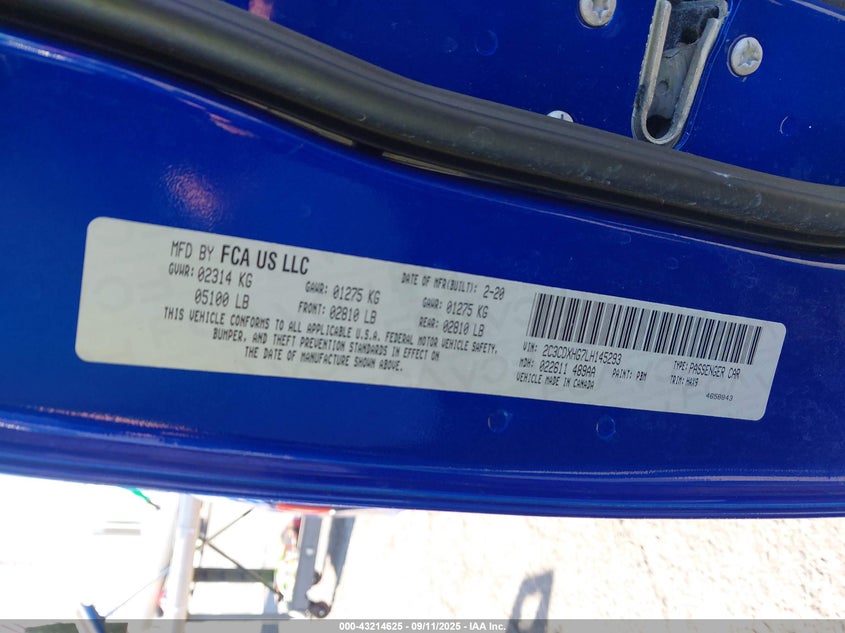 MFD BY FCA US LLC
GVWR: 02314 KG
05100 LB
GAWR: 01275 KG
FRONT: 02810 LB
DATE OF MFR(BUILT): 2-20
GAWR: 01275 KG
REAR: 02810 LB
THIS VEHICLE CONFORMS TO ALL APPLICABLE U.S.A. FEDERAL MOTOR VEHICLE SAFETY,
BUMPER, AND THEFT PREVENTION STANDARDS IN EFFECT ON
THE DATE OF MANUFACTURE SHOWN ABOVE.
VIN: 2C3CDXHG7LH145293
TYPE: PASSENGER CAR
MDH: 022611 489AA
PAINT: PBM
TRIM: HAX9
VEHICLE MADE IN CANADA
4658943
000-43214625 - 09/11/2025 - IAA Inc.